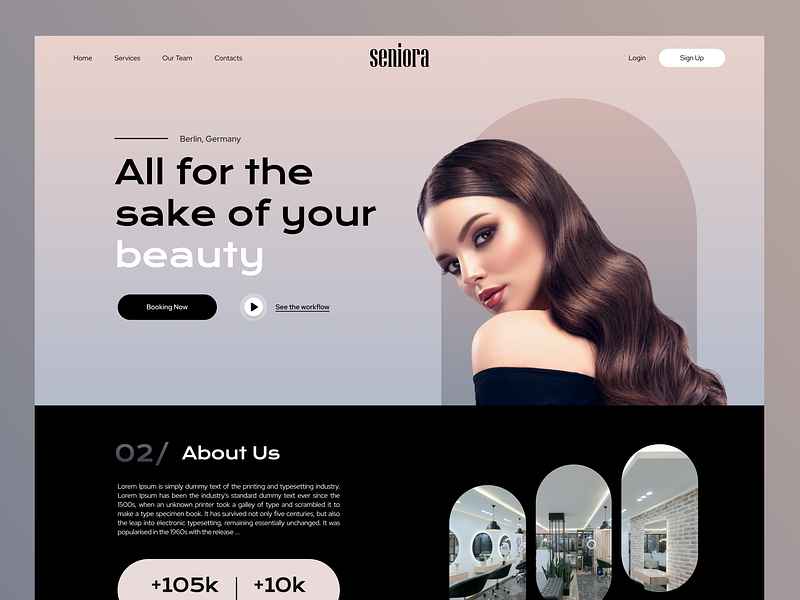 Home Services Our Team Contacts seniora Login Sign Up
Berlin, Germany
All for the
sake of your
beauty
Booking Now See the workflow
02/ About Us
Lorem Ipsum is simply dummy text of the printing and typesetting industry.
Lorem Ipsum has been the industry's standard dummy text ever since the
1500s, when an unknown printer took a galley of type and scrambled it to
make a type specimen book. It has survived not only five centuries, but also
the leap into electronic typesetting, remaining essentially unchanged. It was
popularised in the 1960s with the release ...
+105k +10k